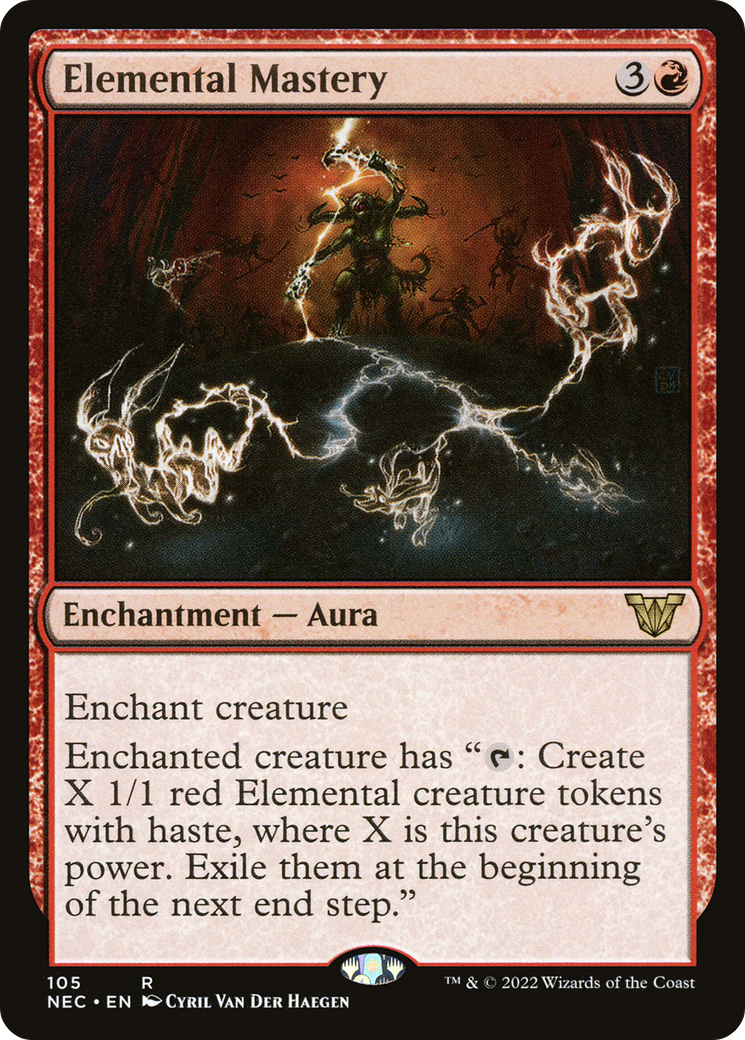 Elemental Mastery 3
Enchantment — Aura
Enchant creature
Enchanted creature has “: Create
X 1/1 red Elemental creature tokens
with haste, where X is this creature’s
power. Exile them at the beginning
of the next end step.”
105 R
NEC • EN Cyril Van Der Haegen
™ & © 2022 Wizards of the Coast